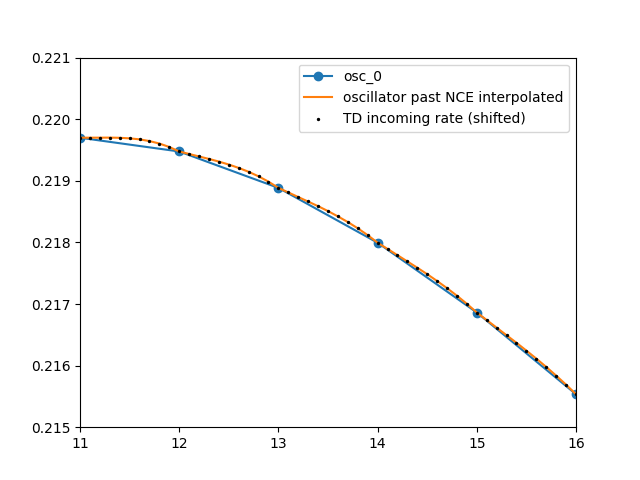 0.221
0.220
0.219
0.218
0.217
0.216
0.215
11 12 13 14 15 16
osc_0
oscillator past NCE interpolated
TD incoming rate (shifted)